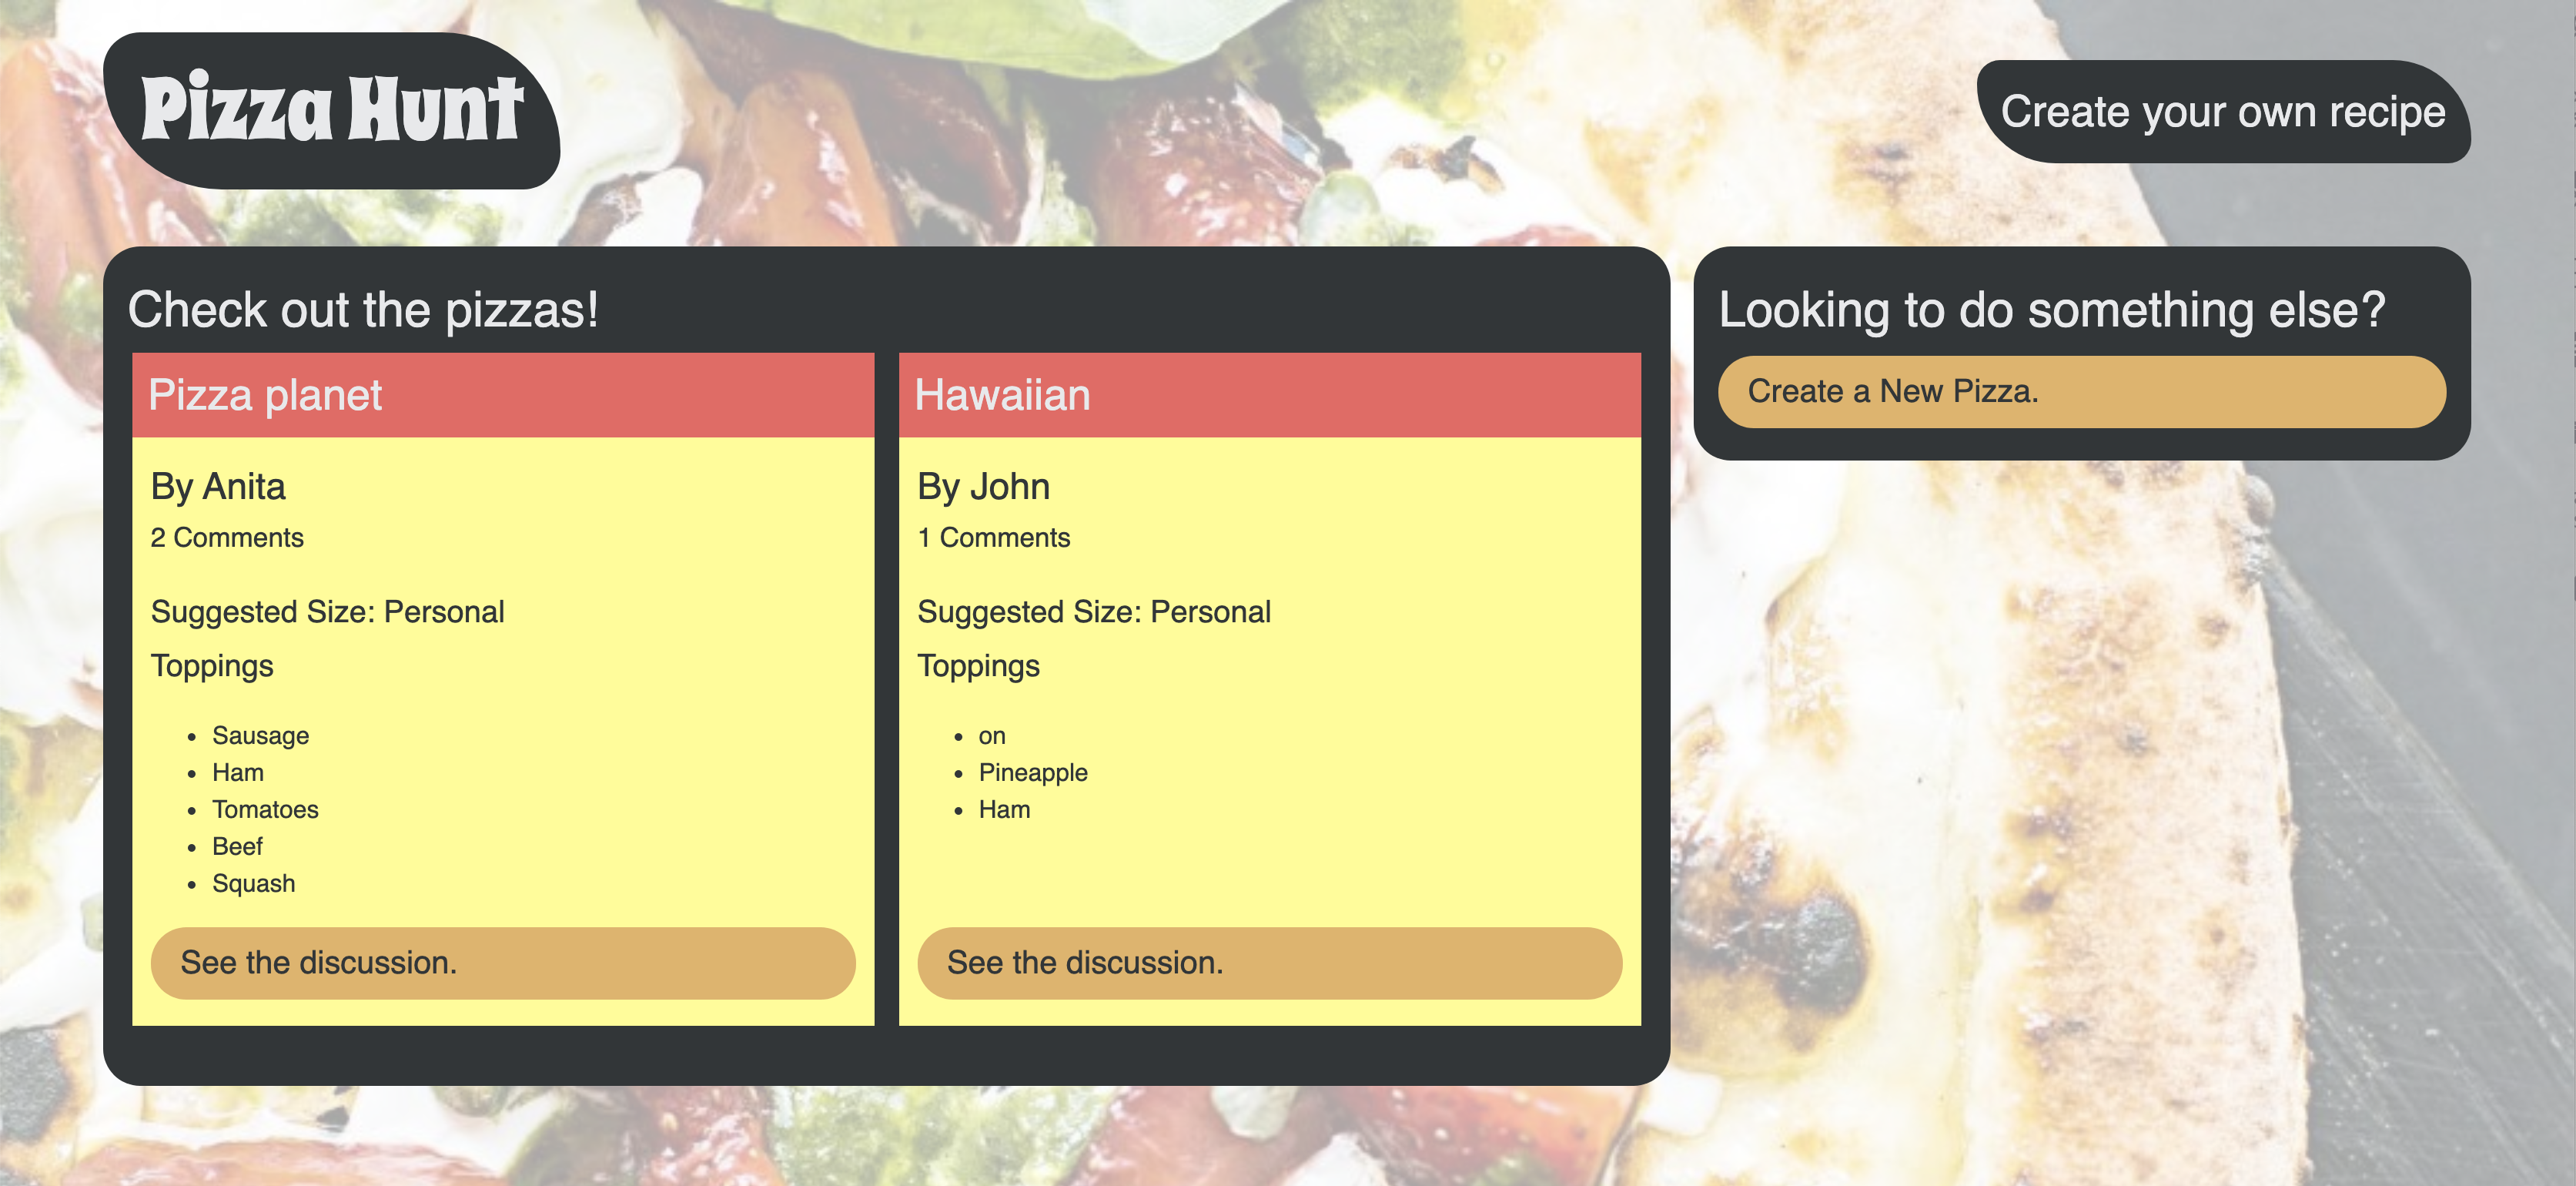 Pizza Hunt
Create your own recipe
Check out the pizzas!
Pizza planet
By Anita
2 Comments
Suggested Size: Personal
Toppings
Sausage
Ham
Tomatoes
Beef
Squash
See the discussion.
Hawaiian
By John
1 Comments
Suggested Size: Personal
Toppings
on
Pineapple
Ham
See the discussion.
Looking to do something else?
Create a New Pizza.